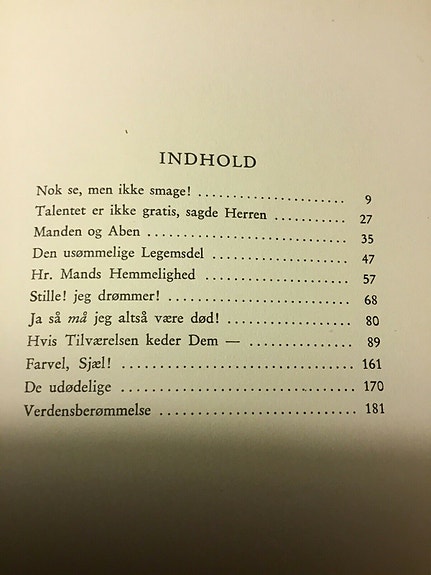 INDHOLD
Nok se, men ikke smage! .................... 9
Talentet er ikke gratis, sagde Herren .......... 27
Manden og Aben .......................... 35
Den usømmelige Legemsdel .................. 47
Hr. Mands Hemmelighed .................... 57
Stille! jeg drømmer! ........................ 68
Ja så må jeg altså være død! ................ 80
Hvis Tilværelsen keder Dem — .............. 89
Farvel, Sjæl! ............................ 161
De udødelige ............................ 170
Verdensberømmelse ........................ 181